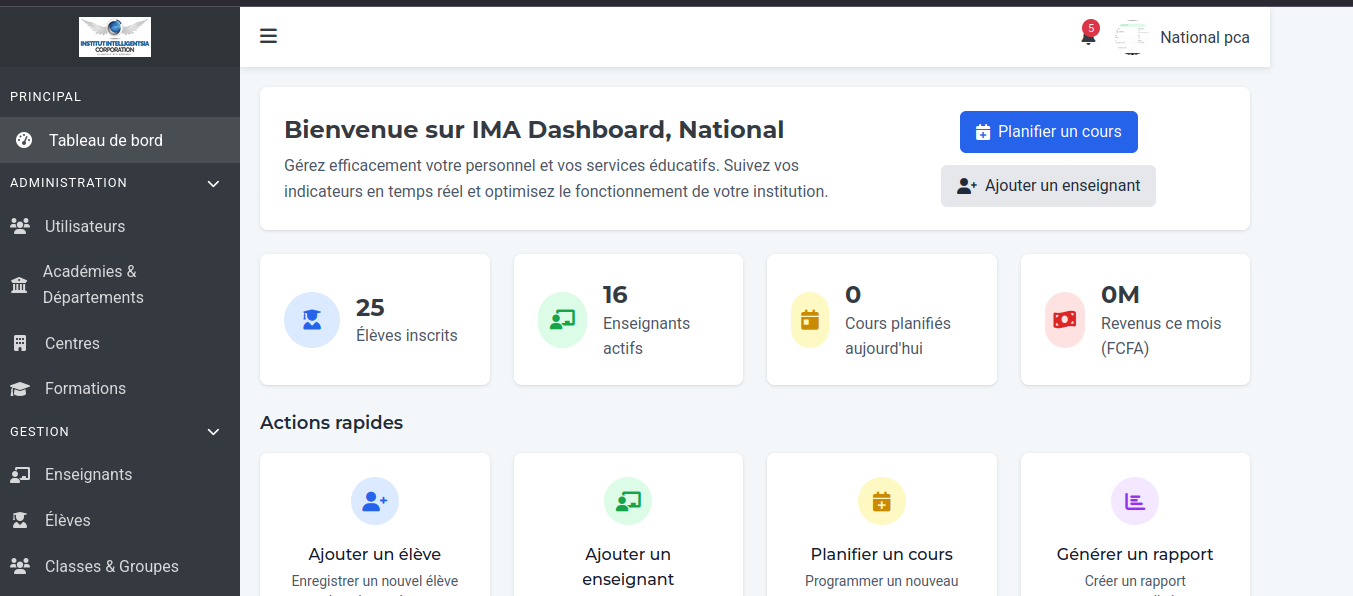 INSTITUT INTELLIGENTSIA
CORPORATION
PRINCIPAL
Tableau de bord
ADMINISTRATION
Utilisateurs
Académies &
Départements
Centres
Formations
GESTION
Enseignants
Élèves
Classes & Groupes
5
National pca
Bienvenue sur IMA Dashboard, National
Gérez efficacement votre personnel et vos services éducatifs. Suivez vos
indicateurs en temps réel et optimisez le fonctionnement de votre institution.
Planifier un cours
Ajouter un enseignant
25
Élèves inscrits
16
Enseignants
actifs
0
Cours planifiés
aujourd'hui
0M
Revenus ce mois
(FCFA)
Actions rapides
Ajouter un élève
Enregistrer un nouvel élève
Ajouter un
enseignant
Planifier un cours
Programmer un nouveau
Générer un rapport
Créer un rapport